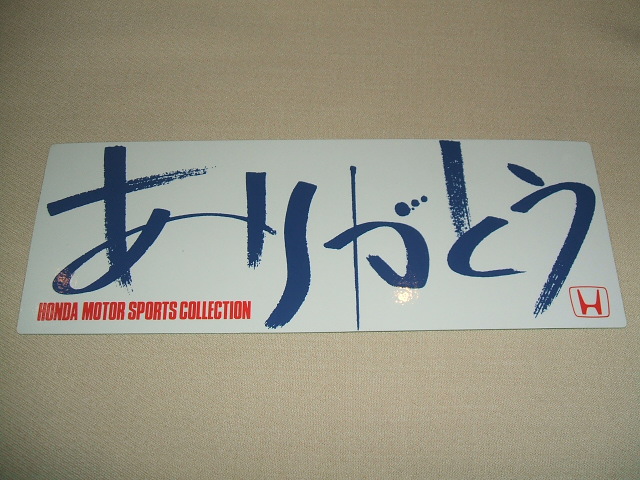 ありがとう
HONDA MOTOR SPORTS COLLECTION